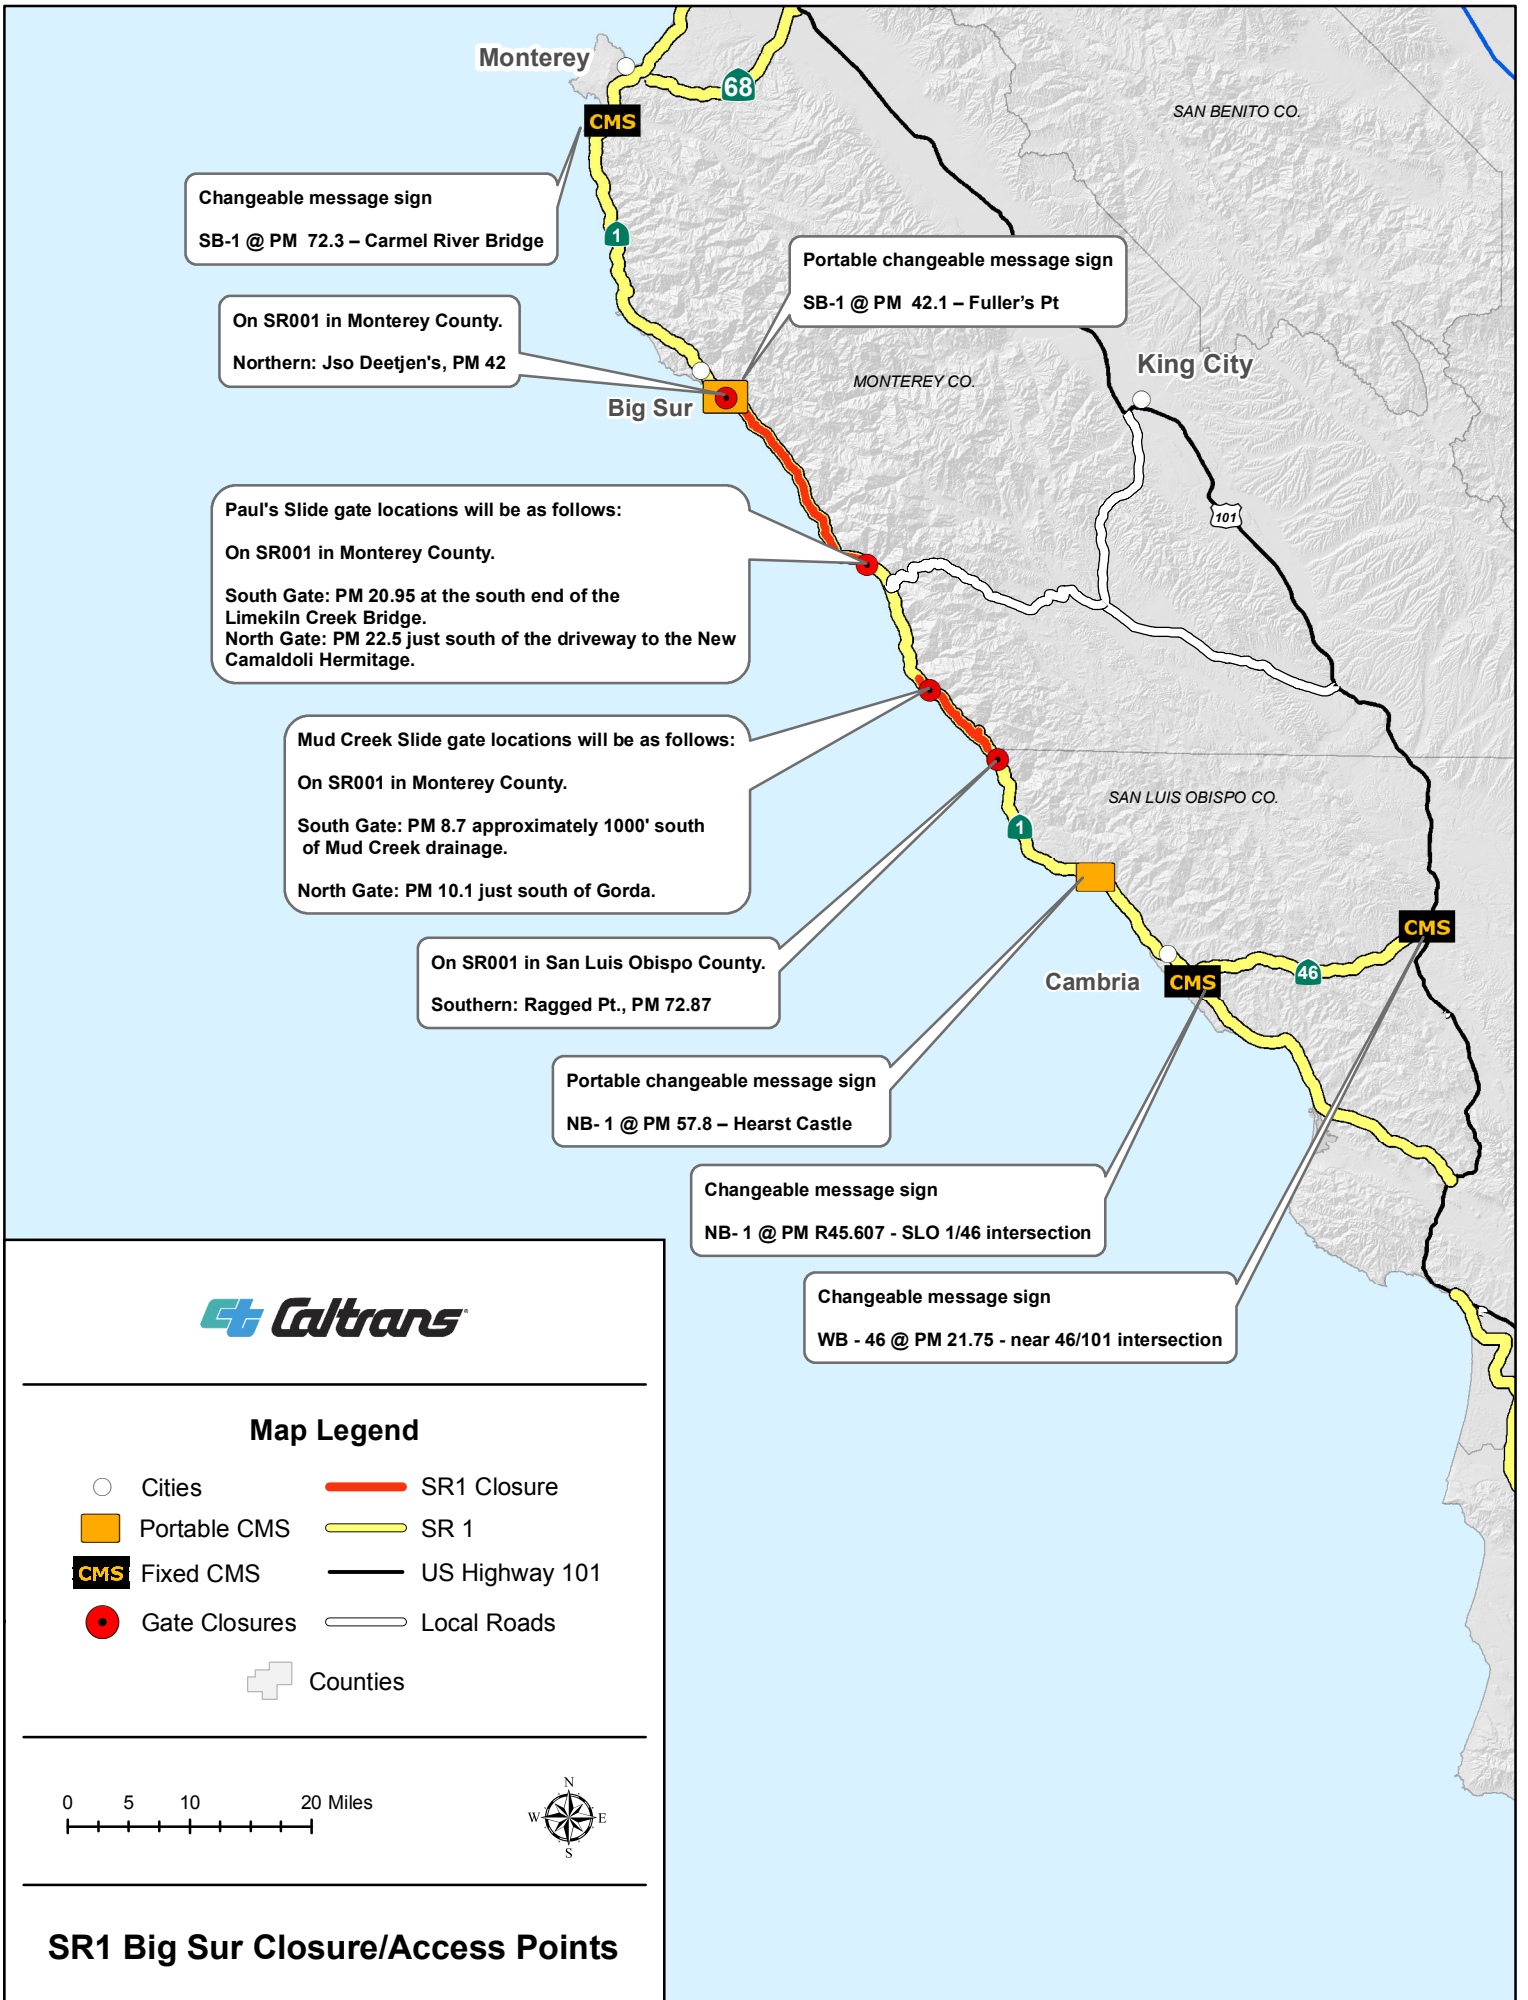 Monterey
68
SAN BENITO CO.
CMS
Changeable message sign
SB-1 @ PM 72.3 – Carmel River Bridge
1
Portable changeable message sign
SB-1 @ PM 42.1 – Fuller's Pt
On SR001 in Monterey County.
Northern: Jso Deetjen's, PM 42
King City
MONTEREY CO.
Big Sur
101
Paul's Slide gate locations will be as follows:
On SR001 in Monterey County.
South Gate: PM 20.95 at the south end of the
Limekiln Creek Bridge.
North Gate: PM 22.5 just south of the driveway to the New
Camaldoli Hermitage.
Mud Creek Slide gate locations will be as follows:
On SR001 in Monterey County.
South Gate: PM 8.7 approximately 1000' south
of Mud Creek drainage.
North Gate: PM 10.1 just south of Gorda.
SAN LUIS OBISPO CO.
1
CMS
On SR001 in San Luis Obispo County.
Southern: Ragged Pt., PM 72.87
Cambria
CMS
46
Portable changeable message sign
NB- 1 @ PM 57.8 – Hearst Castle
Changeable message sign
NB- 1 @ PM R45.607 - SLO 1/46 intersection
Changeable message sign
WB - 46 @ PM 21.75 - near 46/101 intersection
ct Caltrans®
Map Legend
Cities
SR1 Closure
Portable CMS
SR 1
CMS Fixed CMS
US Highway 101
Gate Closures
Local Roads
Counties
0 5 10 20 Miles
N
W E
S
SR1 Big Sur Closure/Access Points